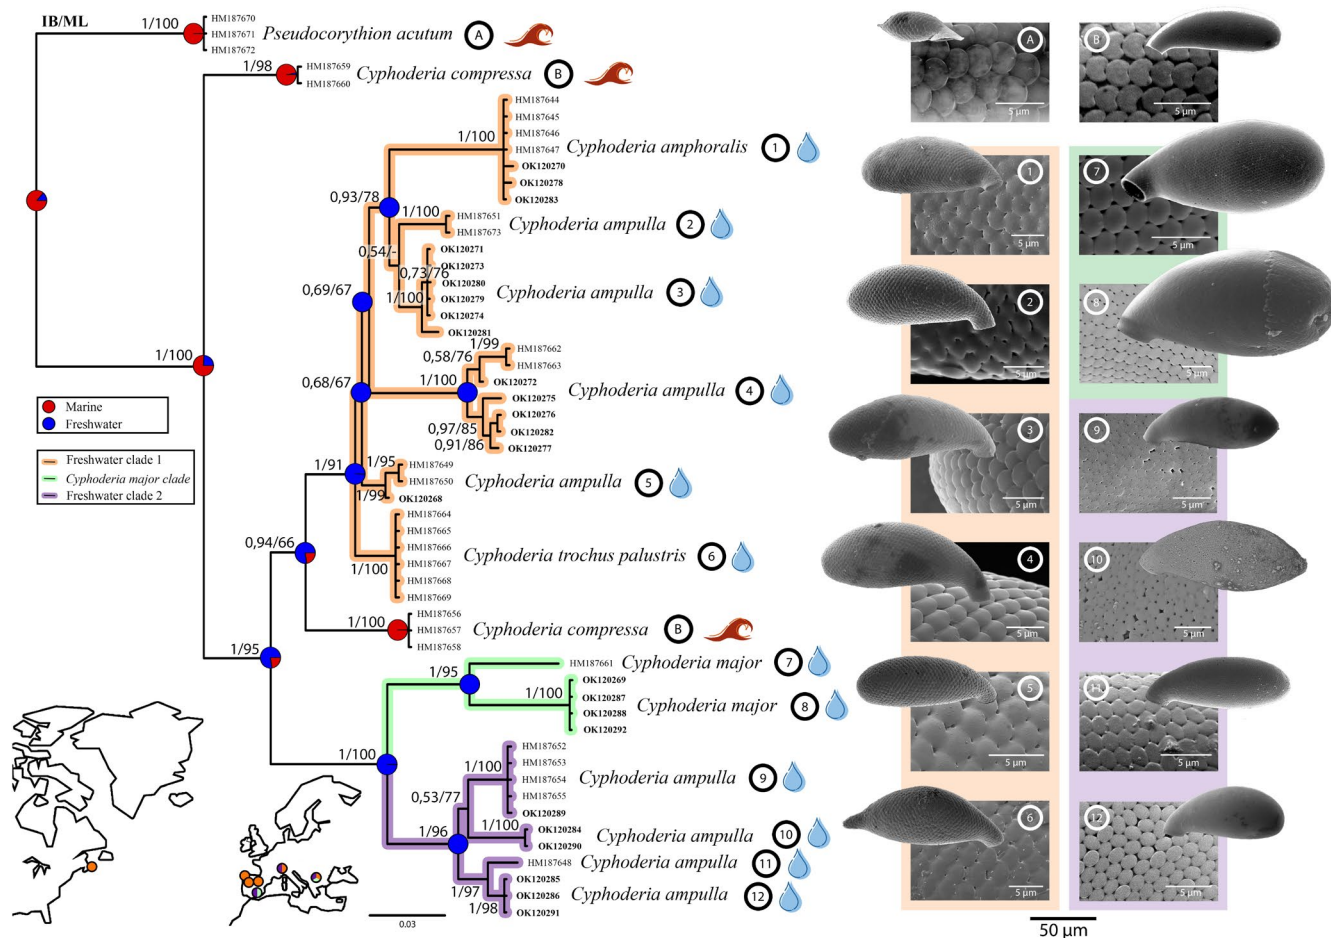 IB/ML
1/100
HM187670
HM187671
HM187672
Pseudocorythion acutum A
1/98
HM187659
HM187660
Cyphoderia compressa B
HM187644
HM187645
HM187646
HM187647
OK120270
OK120278
OK120283
1/100
Cyphoderia amphoralis 1
0,93/78
1/100
HM187651
HM187673
Cyphoderia ampulla 2
0,54/-
OK120271
OK120273
0,73/76
OK120280
OK120279
OK120274
1/100
OK120281
Cyphoderia ampulla 3
0,69/67
1/99
HM187662
HM187663
0,58/76
OK120272
1/100
OK120275
OK120276
OK120282
OK120277
0,97/85
0,91/86
Cyphoderia ampulla 4
0,68/67
1/100
Marine
Freshwater
Freshwater clade 1
Cyphoderia major clade
Freshwater clade 2
1/91
1/95
HM187649
HM187650
1/99
OK120268
Cyphoderia ampulla 5
HM187664
HM187665
HM187666
HM187667
HM187668
HM187669
1/100
Cyphoderia trochus palustris 6
0,94/66
HM187656
HM187657
HM187658
1/100
Cyphoderia compressa B
1/95
1/95
HM187661
Cyphoderia major 7
1/100
OK120269
OK120287
OK120288
OK120292
Cyphoderia major 8
1/100
HM187652
HM187653
HM187654
HM187655
OK120289
1/100
Cyphoderia ampulla 9
0,53/77
1/100
OK120284
OK120290
Cyphoderia ampulla 10
1/96
HM187648
Cyphoderia ampulla 11
1/97
OK120285
OK120286
OK120291
1/98
Cyphoderia ampulla 12
0.03
A
5 µm
B
5 µm
1
5 µm
7
5 µm
2
5 µm
8
5 µm
3
5 µm
9
5 µm
4
5 µm
10
5 µm
5
5 µm
11
5 µm
6
5 µm
12
5 µm
50 µm